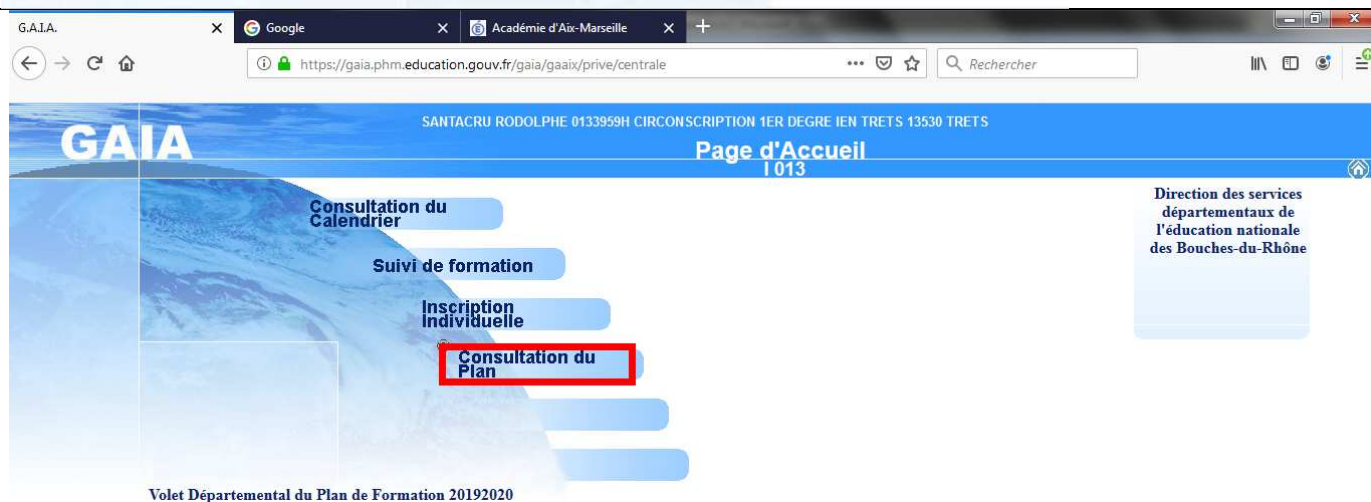 G.A.I.A.
Google
Académie d'Aix-Marseille
https://gaia.phm.education.gouv.fr/gaia/gaaix/prive/centrale
Rechercher
SANTACRU RODOLPHE 0133959H CIRCONSCRIPTION 1ER DEGRE IEN TRETS 13530 TRETS
GAIA
Page d'Accueil
I 013
Consultation du
Calendrier
Direction des services
départementaux de
l'éducation nationale
des Bouches-du-Rhône
Suivi de formation
Inscription
Individuelle
Consultation du
Plan
Volet Départemental du Plan de Formation 20192020